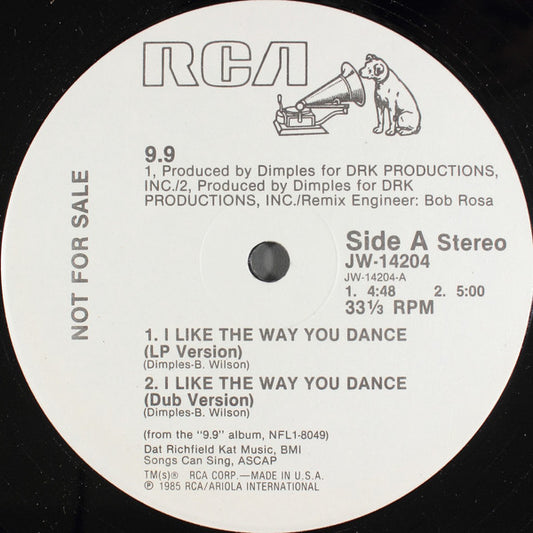 RCA
9.9
1, Produced by Dimples for DRK PRODUCTIONS,
INC./2, Produced by Dimples for DRK
PRODUCTIONS, INC./Remix Engineer: Bob Rosa
NOT FOR SALE
Side A Stereo
JW-14204
JW-14204-A
1. 4:48 2. 5:00
33⅓ RPM
1. I LIKE THE WAY YOU DANCE
(LP Version)
(Dimples-B. Wilson)
2. I LIKE THE WAY YOU DANCE
(Dub Version)
(Dimples-B. Wilson)
(from the "9.9" album, NFL1-8049)
Dat Richfield Kat Music, BMI
Songs Can Sing, ASCAP
TM(s)® RCA CORP.—MADE IN U.S.A.
℗ 1985 RCA/ARIOLA INTERNATIONAL